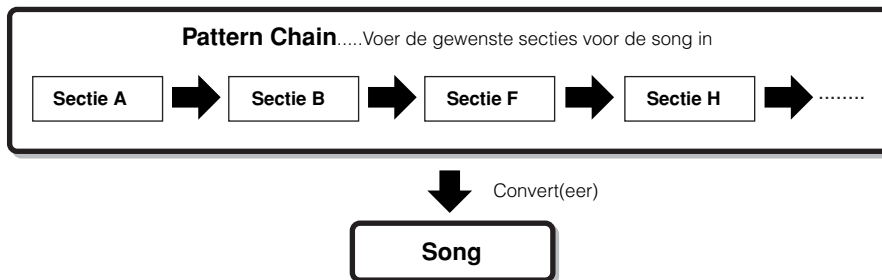 Pattern Chain.....Voer de gewenste secties voor de song in
Sectie A Sectie B Sectie F Sectie H ........
Convert(eer)
Song